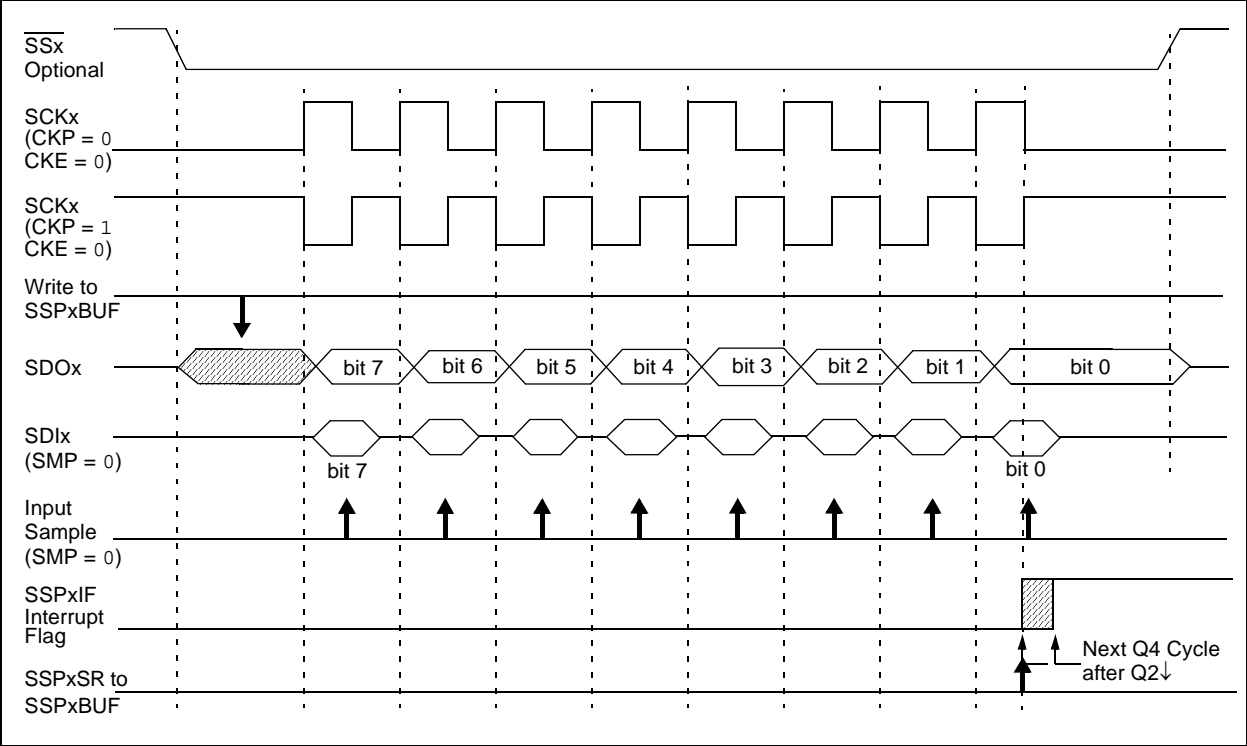 SSx
Optional
SCKx
(CKP = 0
CKE = 0)
SCKx
(CKP = 1
CKE = 0)
Write to
SSPxBUF
SDOx
bit 7
bit 6
bit 5
bit 4
bit 3
bit 2
bit 1
bit 0
SDIx
(SMP = 0)
bit 7
bit 0
Input
Sample
(SMP = 0)
SSPxIF
Interrupt
Flag
Next Q4 Cycle
after Q2↓
SSPxSR to
SSPxBUF